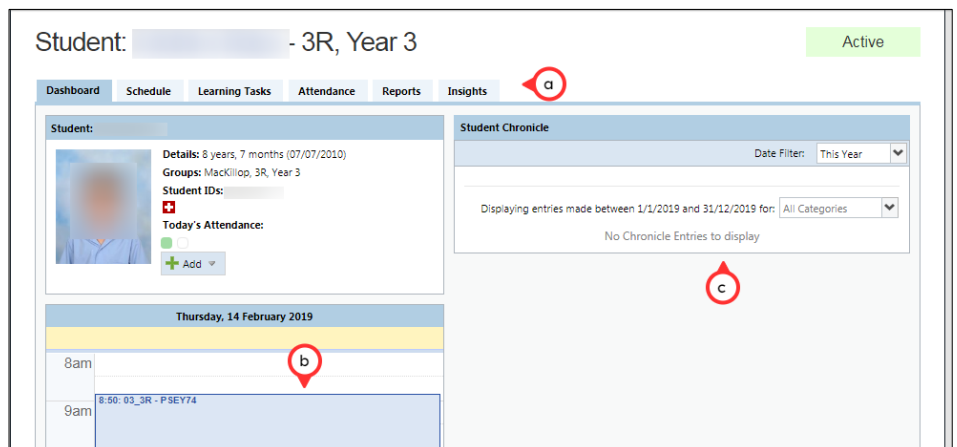 Student: - 3R, Year 3
Active
Dashboard Schedule Learning Tasks Attendance Reports Insights
a
Student:
Details: 8 years, 7 months (07/07/2010)
Groups: MacKillop, 3R, Year 3
Student IDs:
Today's Attendance:
Add
Student Chronicle
Date Filter: This Year
Displaying entries made between 1/1/2019 and 31/12/2019 for: All Categories
No Chronicle Entries to display
c
Thursday, 14 February 2019
b
8am
8:50: 03_3R - PSEY74
9am